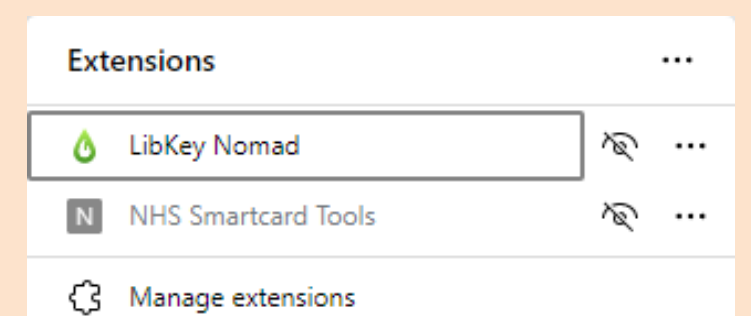 Extensions
LibKey Nomad
N NHS Smartcard Tools
Manage extensions